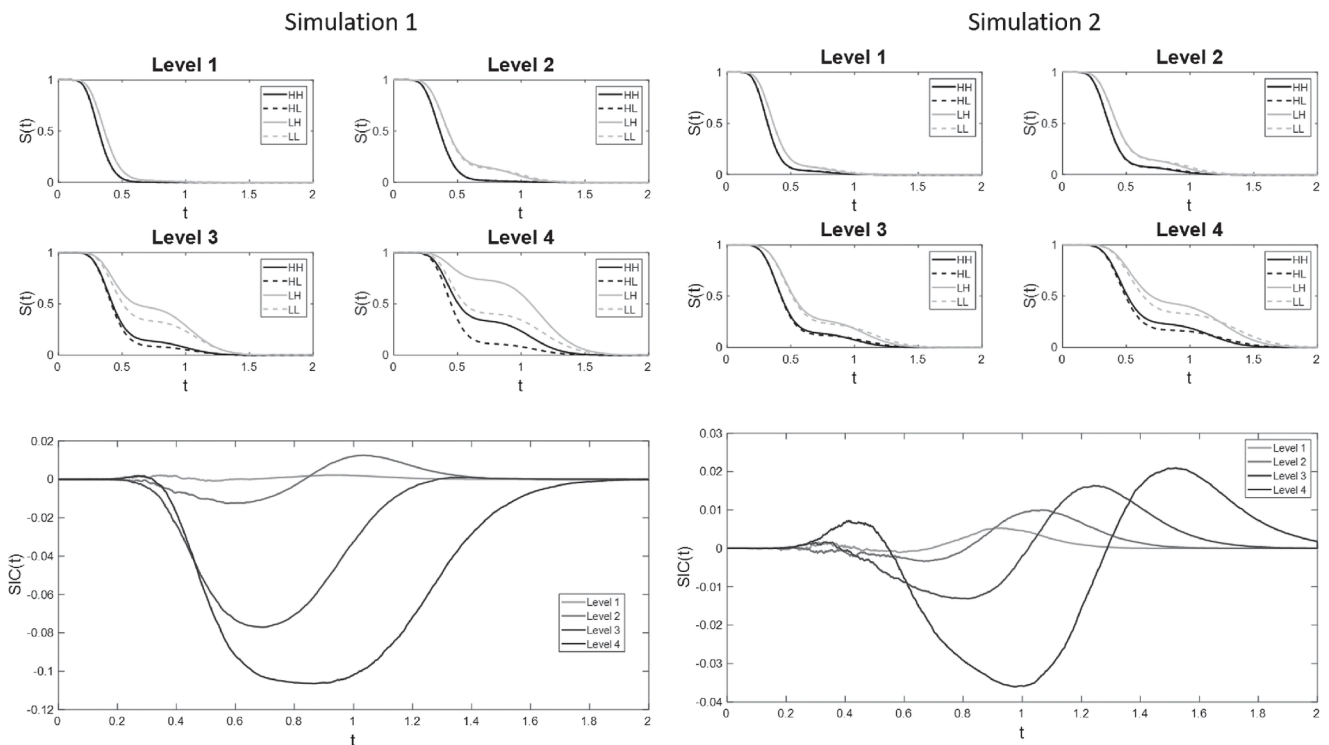 Simulation 1
Level 1
S(t)
1
0.5
0
0 0.5 1 1.5 2
t
HH
HL
LH
LL
Level 2
S(t)
1
0.5
0
0 0.5 1 1.5 2
t
HH
HL
LH
LL
Level 3
S(t)
1
0.5
0
0 0.5 1 1.5 2
t
HH
HL
LH
LL
Level 4
S(t)
1
0.5
0
0 0.5 1 1.5 2
t
HH
HL
LH
LL
SIC(t)
0.02
0
-0.02
-0.04
-0.06
-0.08
-0.1
-0.12
0 0.2 0.4 0.6 0.8 1 1.2 1.4 1.6 1.8 2
t
Level 1
Level 2
Level 3
Level 4
Simulation 2
Level 1
S(t)
1
0.5
0
0 0.5 1 1.5 2
t
HH
HL
LH
LL
Level 2
S(t)
1
0.5
0
0 0.5 1 1.5 2
t
HH
HL
LH
LL
Level 3
S(t)
1
0.5
0
0 0.5 1 1.5 2
t
HH
HL
LH
LL
Level 4
S(t)
1
0.5
0
0 0.5 1 1.5 2
t
HH
HL
LH
LL
SIC(t)
0.03
0.02
0.01
0
-0.01
-0.02
-0.03
-0.04
0 0.2 0.4 0.6 0.8 1 1.2 1.4 1.6 1.8 2
t
Level 1
Level 2
Level 3
Level 4